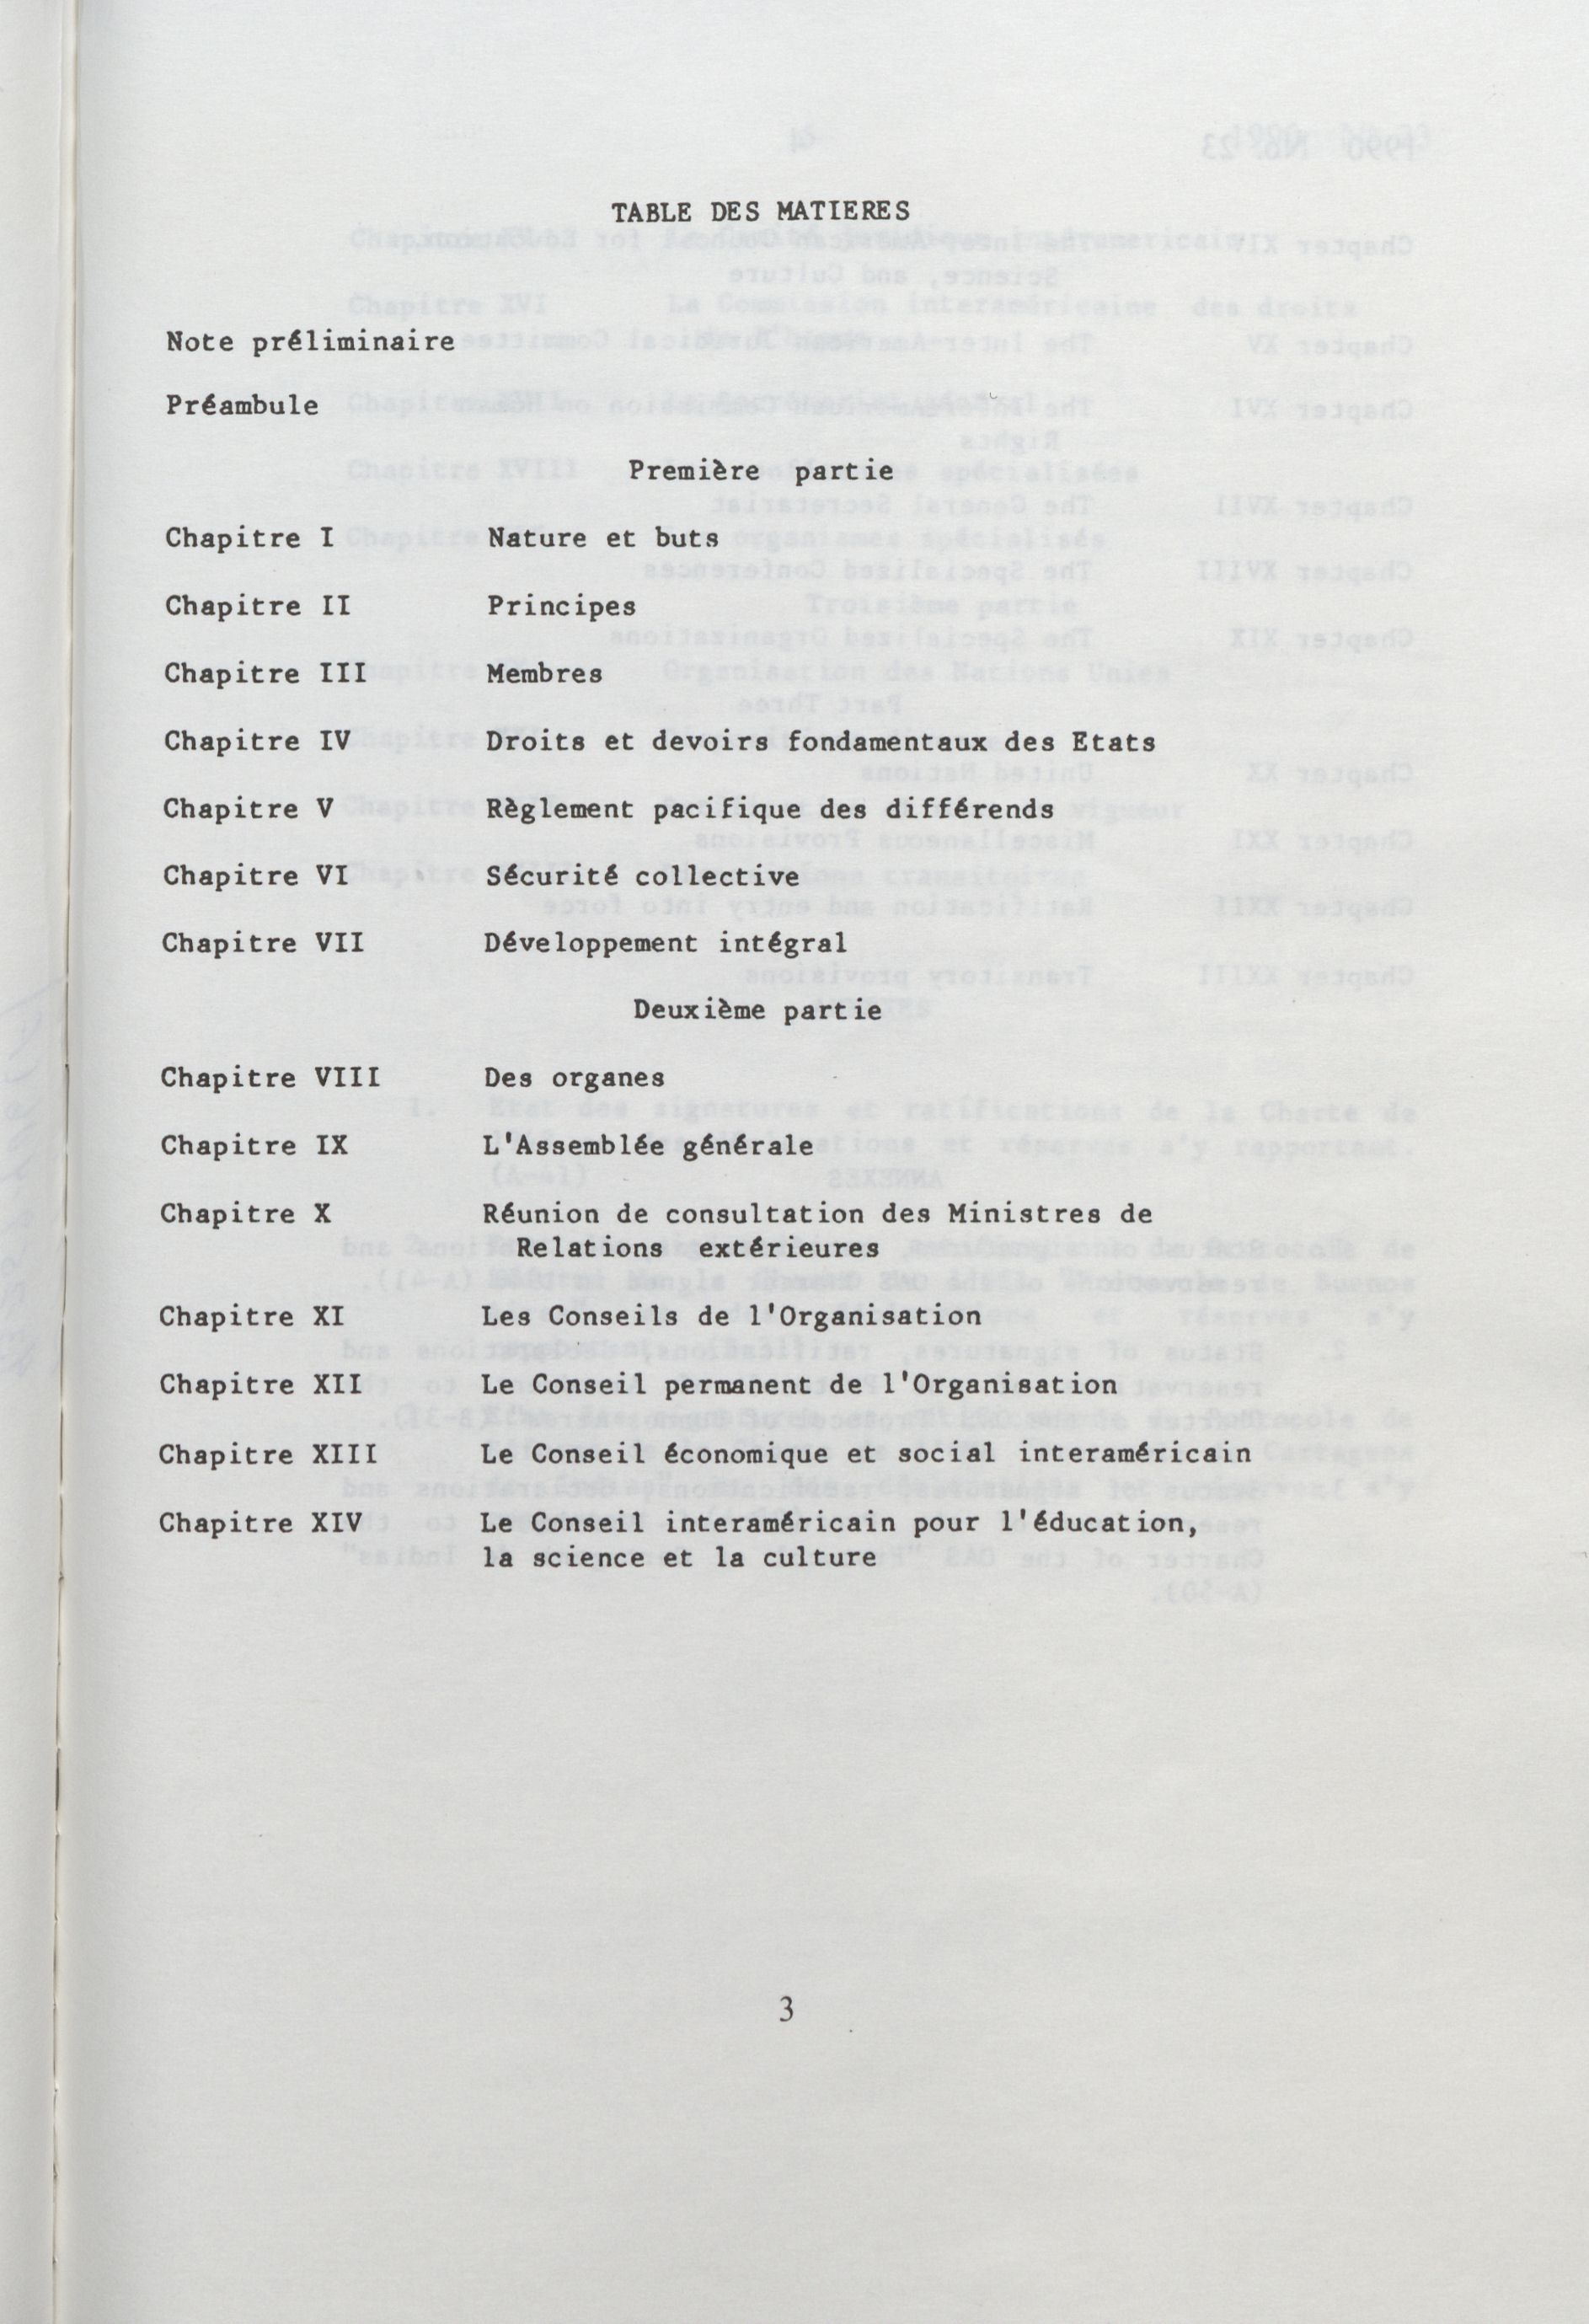 TABLE DES MATIERES
Note préliminaire
Préambule
Première partie
Chapitre I Nature et buts
Chapitre II Principes
Chapitre III Membres
Chapitre IV Droits et devoirs fondamentaux des Etats
Chapitre V Règlement pacifique des différends
Chapitre VI Sécurité collective
Chapitre VII Développement intégral
Deuxième partie
Chapitre VIII Des organes
Chapitre IX L'Assemblée générale
Chapitre X Réunion de consultation des Ministres de
Relations extérieures
Chapitre XI Les Conseils de l'Organisation
Chapitre XII Le Conseil permanent de l'Organisation
Chapitre XIII Le Conseil économique et social interaméricain
Chapitre XIV Le Conseil interaméricain pour l'éducation,
la science et la culture
3